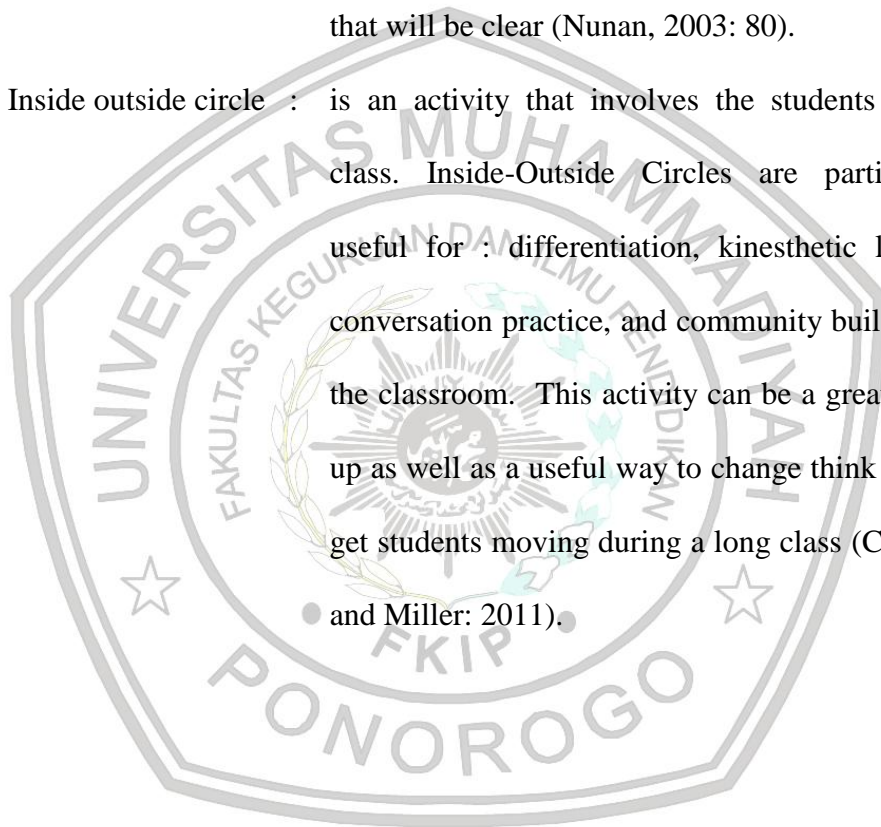 that will be clear (Nunan, 2003: 80).
Inside outside circle : is an activity that involves the students
class. Inside-Outside Circles are parti
useful for : differentiation, kinesthetic l
conversation practice, and community buil
the classroom. This activity can be a great
up as well as a useful way to change think
get students moving during a long class (C
and Miller: 2011).
UNIVERSITAS MUHAMMADIYAH
FAKULTAS KEGURUAN DAN ILMU PENDIDIKAN
FKIP
PONOROGO